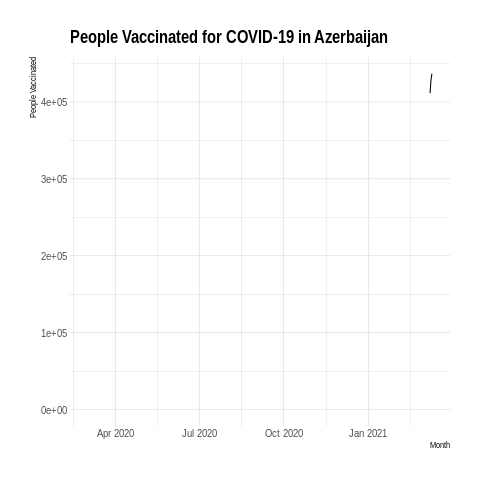 People Vaccinated for COVID-19 in Azerbaijan
People Vaccinated
4e+05
3e+05
2e+05
1e+05
0e+00
Apr 2020 Jul 2020 Oct 2020 Jan 2021
Month